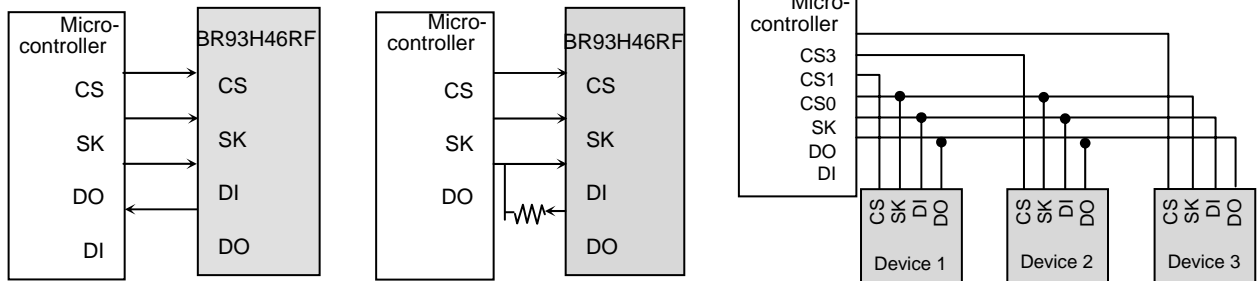 Micro-
controller
CS
SK
DO
DI
BR93H46RF
CS
SK
DI
DO
Micro-
controller
CS
SK
DO
BR93H46RF
CS
SK
DI
DO
Micro-
controller
CS3
CS1
CS0
SK
DO
DI
CS
SK
DI
DO
Device 1
CS
SK
DI
DO
Device 2
CS
SK
DI
DO
Device 3